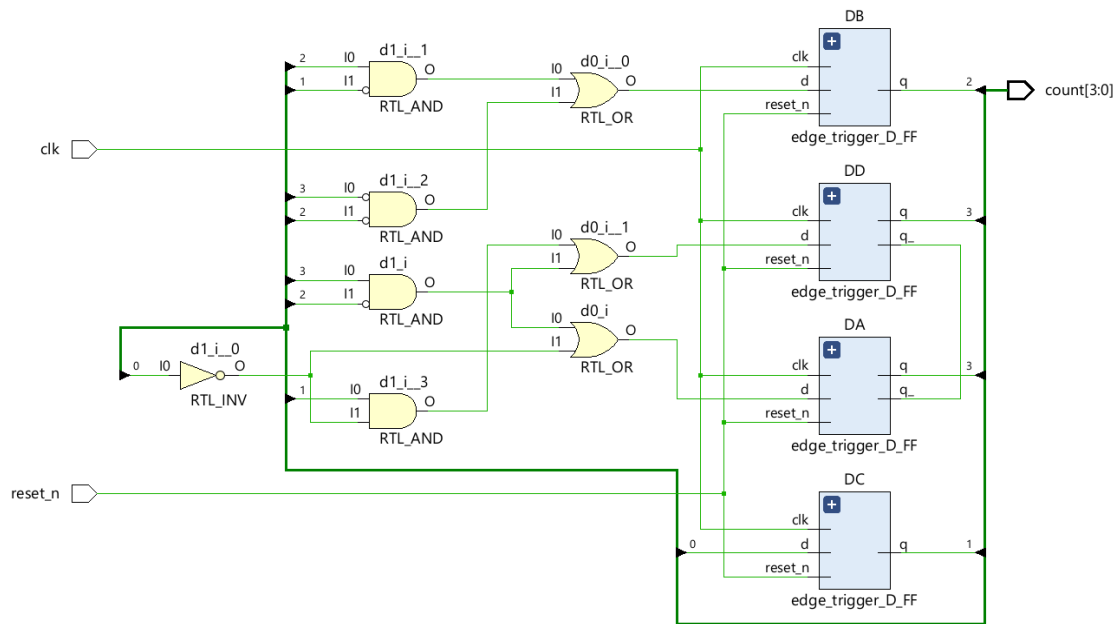 d1_i__1
2 I0 O
1 I1
RTL_AND
d0_i__0
I0 O
I1
RTL_OR
DB
clk
d q 2
reset_n
edge_trigger_D_FF
count[3:0]
clk
d1_i__2
3 I0 O
2 I1
RTL_AND
DD
clk q 3
d q_
reset_n
edge_trigger_D_FF
d0_i__1
I0 O
I1
RTL_OR
d1_i
3 I0 O
2 I1
RTL_AND
d0_i
I0 O
I1
RTL_OR
DA
clk q 3
d q_
reset_n
edge_trigger_D_FF
d1_i__0
0 I0 O
RTL_INV
d1_i__3
1 I0 O
I1
RTL_AND
reset_n
DC
clk
0 d q 1
reset_n
edge_trigger_D_FF